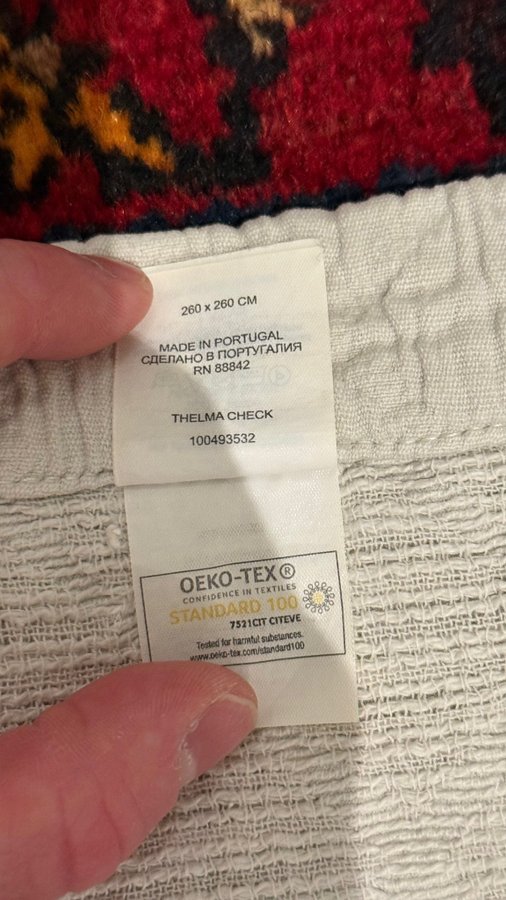 260 x 260 CM
MADE IN PORTUGAL
СДЕЛАНО В ПОРТУГАЛИЯ
RN 88842
THELMA CHECK
100493532
OEKO-TEX®
CONFIDENCE IN TEXTILES
STANDARD 100
7521CIT CITEVE
Tested for harmful substances.
www.oeko-tex.com/standard100